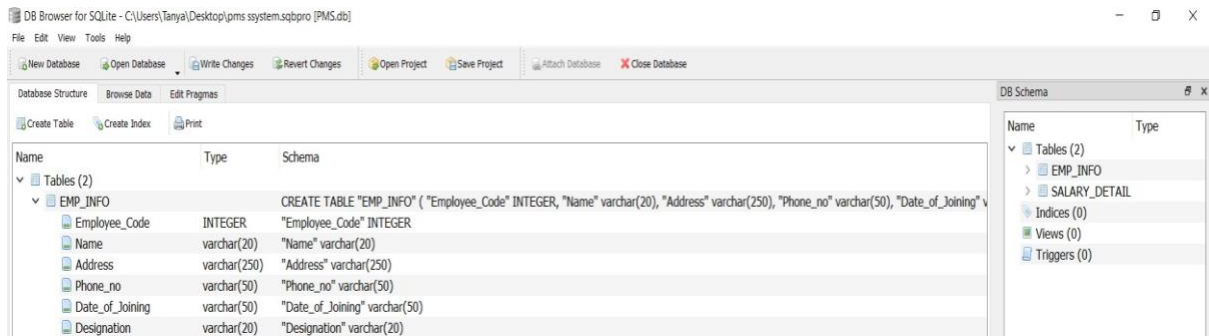 DB Browser for SQLite - C:\Users\Tanya\Desktop\pms ssystem.sqbpro [PMS.db]
File Edit View Tools Help
New Database Open Database Write Changes Revert Changes Open Project Save Project Attach Database Close Database
Database Structure Browse Data Edit Pragmas
Create Table Create Index Print
Name Type Schema
Tables (2)
EMP_INFO CREATE TABLE "EMP_INFO" ( "Employee_Code" INTEGER, "Name" varchar(20), "Address" varchar(250), "Phone_no" varchar(50), "Date_of_Joining" v
Employee_Code INTEGER "Employee_Code" INTEGER
Name varchar(20) "Name" varchar(20)
Address varchar(250) "Address" varchar(250)
Phone_no varchar(50) "Phone_no" varchar(50)
Date_of_Joining varchar(50) "Date_of_Joining" varchar(50)
Designation varchar(20) "Designation" varchar(20)
DB Schema
Name Type
Tables (2)
EMP_INFO
SALARY_DETAIL
Indices (0)
Views (0)
Triggers (0)